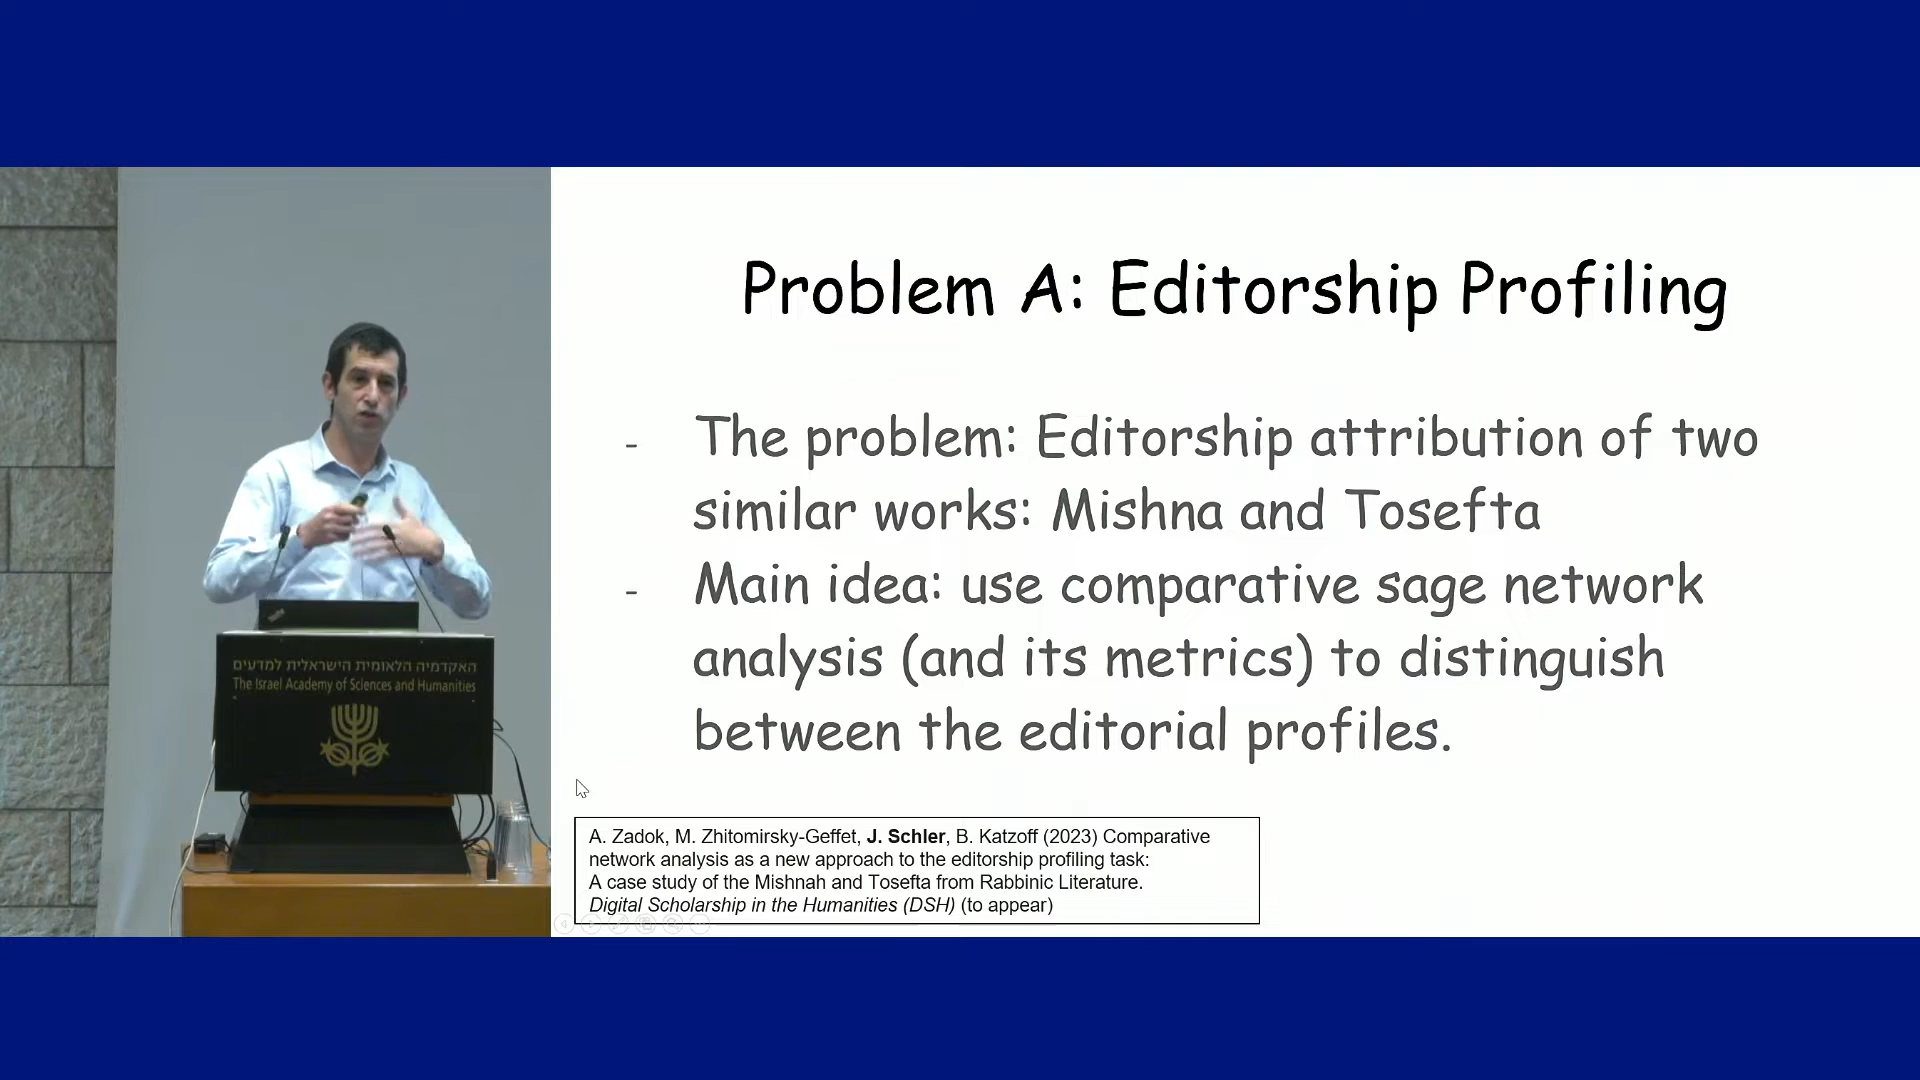 Problem A: Editorship Profiling
- The problem: Editorship attribution of two
similar works: Mishna and Tosefta
- Main idea: use comparative sage network
analysis (and its metrics) to distinguish
between the editorial profiles.
A. Zadok, M. Zhitomirsky-Geffet, J. Schler, B. Katzoff (2023) Comparative
network analysis as a new approach to the editorship profiling task:
A case study of the Mishnah and Tosefta from Rabbinic Literature.
Digital Scholarship in the Humanities (DSH) (to appear)
האקדמיה הלאומית הישראלית למדעים
The Israel Academy of Sciences and Humanities